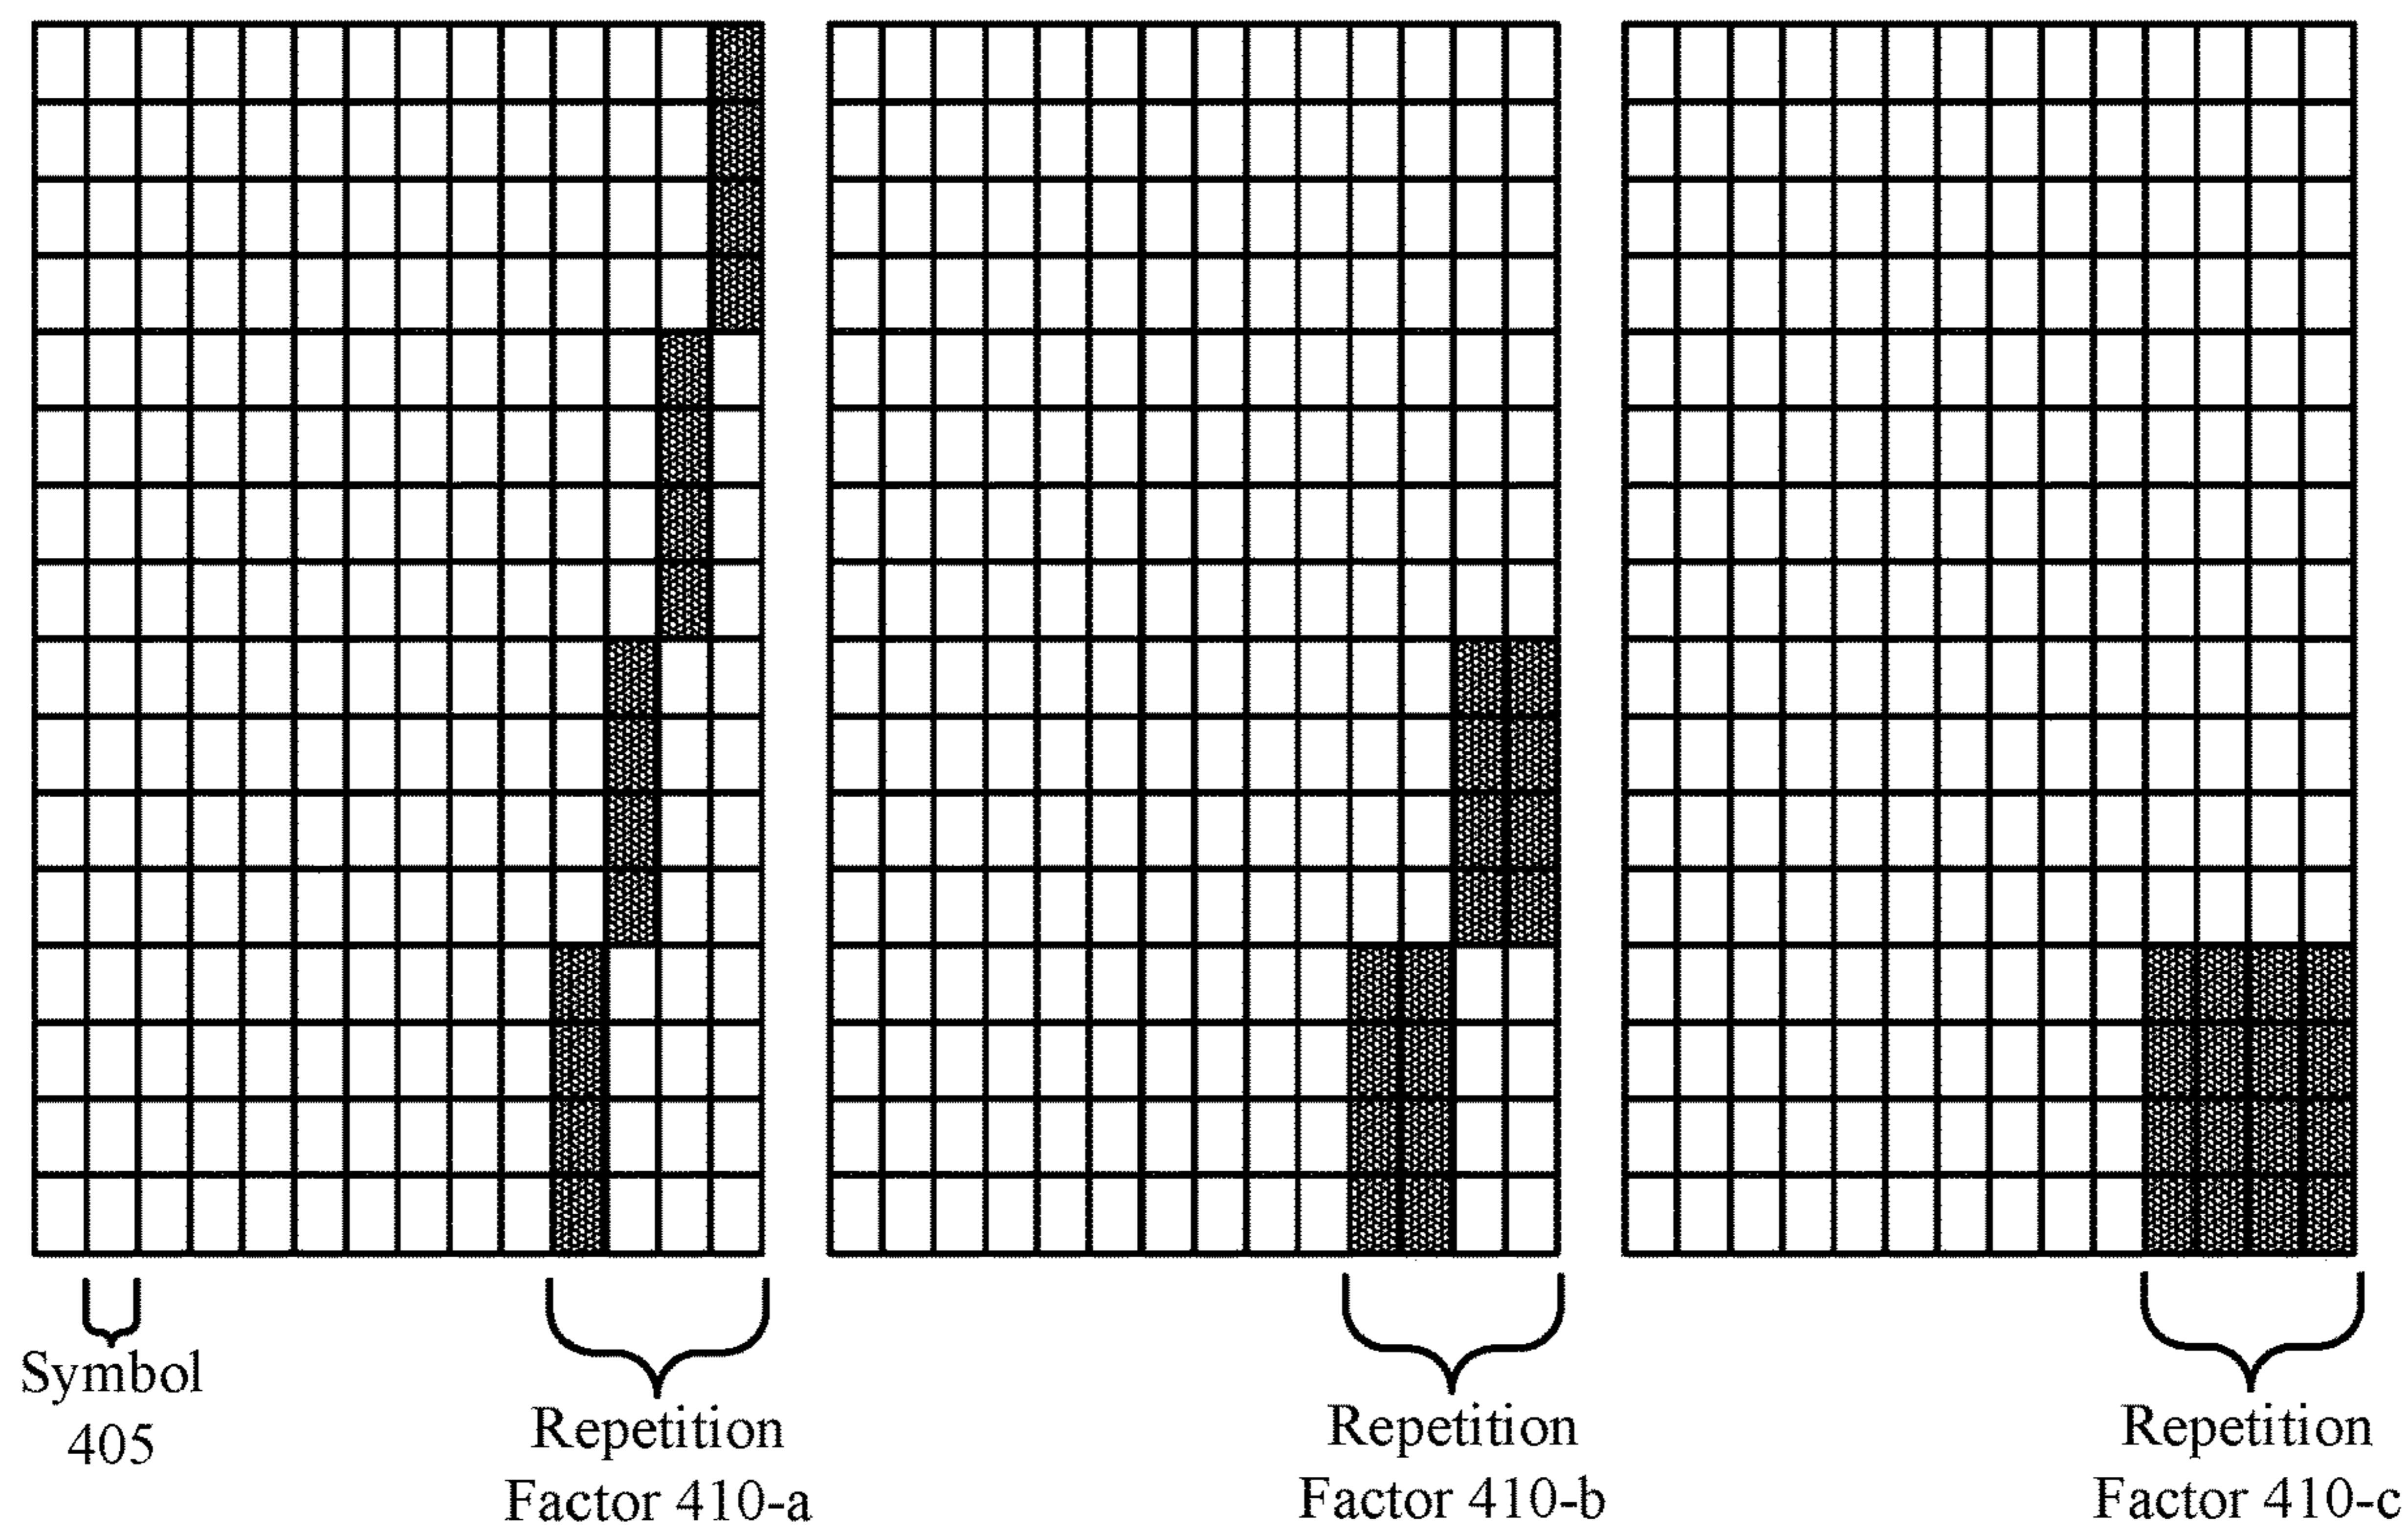 Symbol
405
Repetition
Factor 410-a
Repetition
Factor 410-b
Repetition
Factor 410-c